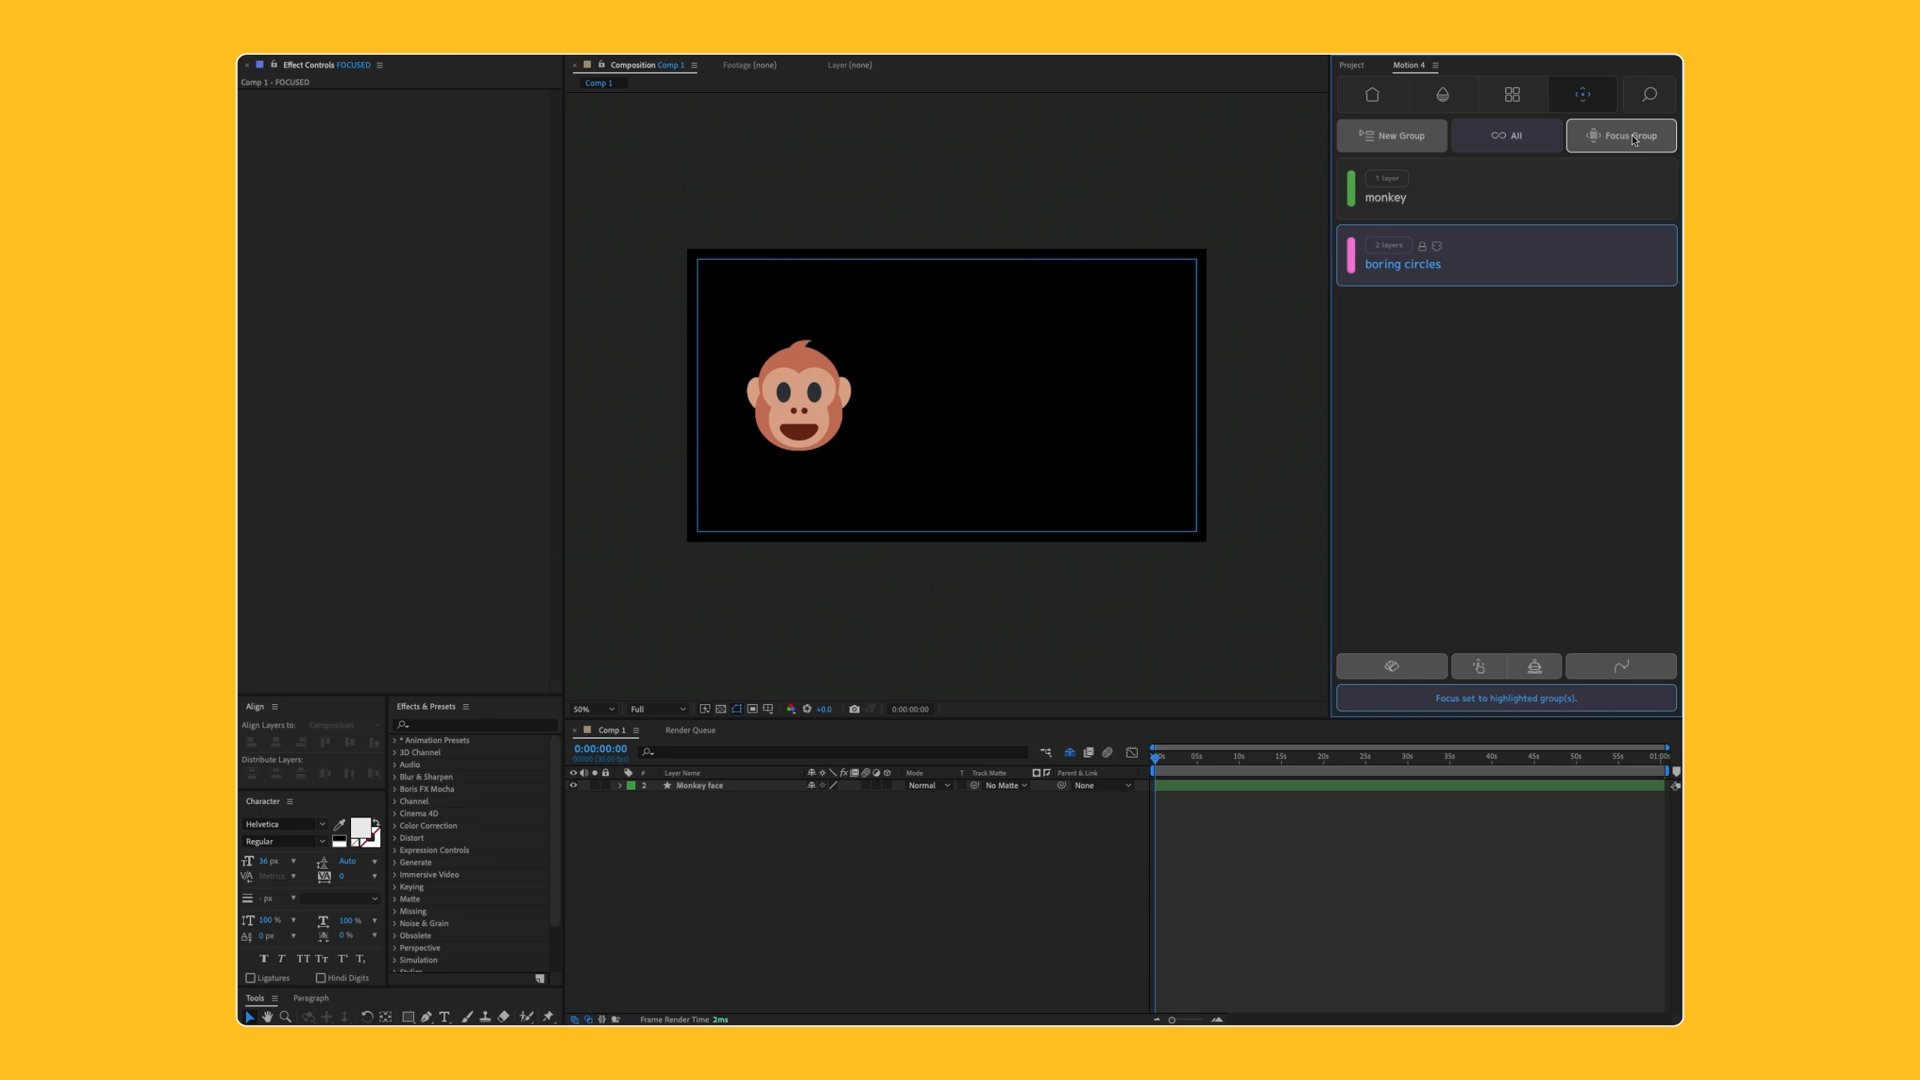 Effect Controls FOCUSED
Comp 1 - FOCUSED
Composition Comp 1
Footage (none)
Layer (none)
Comp 1
Project
Motion 4
New Group
All
Focus Group
1 layer
monkey
2 layers
boring circles
Focus set to highlighted group(s).
50%
Full
+0.0
0:00:00:00
Align
Align Layers to: Composition
Distribute Layers:
Character
Helvetica
Regular
36 px
Auto
Metrics
0
- px
100 %
100 %
0 px
0 %
Ligatures
Hindi Digits
Tools
Paragraph
Effects & Presets
* Animation Presets
3D Channel
Audio
Blur & Sharpen
Boris FX Mocha
Channel
Cinema 4D
Color Correction
Distort
Expression Controls
Generate
Immersive Video
Keying
Matte
Missing
Noise & Grain
Obsolete
Perspective
Simulation
Comp 1
Render Queue
0:00:00:00
00000 (30.00 fps)
# Layer Name Mode T Track Matte Parent & Link
2 Monkey face Normal No Matte None
05s 10s 15s 20s 25s 30s 35s 40s 45s 50s 55s 01:00s
Frame Render Time 2ms